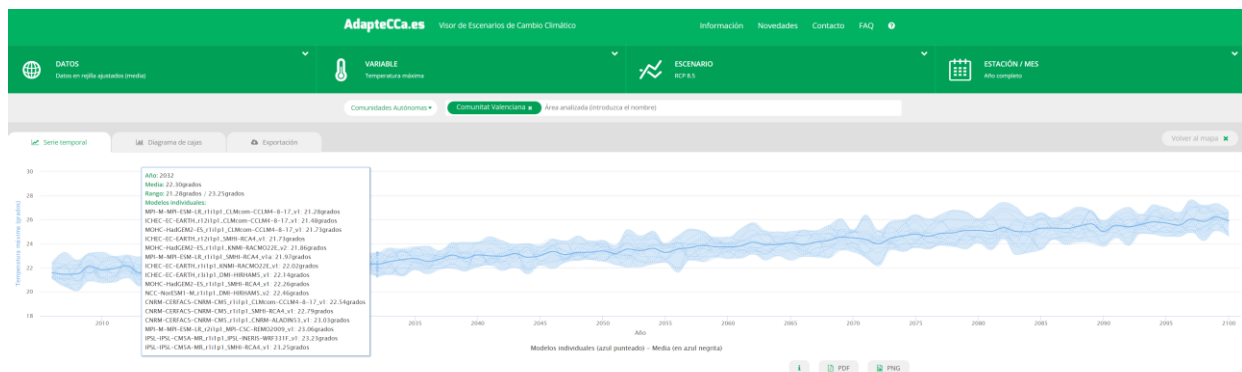 AdapteCCa.es
Visor de Escenarios de Cambio Climático
Información Novedades Contacto FAQ
DATOS
Datos en rejilla ajustados (media)
VARIABLE
Temperatura máxima
ESCENARIO
RCP 8.5
ESTACIÓN / MES
Año completo
Comunidades Autónomas
Comunitat Valenciana x
Área analizada (introduzca el nombre)
Serie temporal
Diagrama de cajas
Exportación
Volver al mapa
Temperatura máxima (grados)
30
28
26
24
22
20
18
Año: 2032
Media: 22.30grados
Rango: 21.28grados / 23.25grados
Modelos individuales:
MPI-M-MPI-ESM-LR_r1i1p1_CLMcom-CCLM4-8-17_v1: 21.28grados
ICHEC-EC-EARTH_r12i1p1_CLMcom-CCLM4-8-17_v1: 21.48grados
MOHC-HadGEM2-ES_r1i1p1_CLMcom-CCLM4-8-17_v1: 21.73grados
ICHEC-EC-EARTH_r12i1p1_SMHI-RCA4_v1: 21.73grados
MOHC-HadGEM2-ES_r1i1p1_KNMI-RACMO22E_v2: 21.86grados
MPI-M-MPI-ESM-LR_r1i1p1_SMHI-RCA4_v1a: 21.97grados
ICHEC-EC-EARTH_r1i1p1_KNMI-RACMO22E_v1: 22.02grados
ICHEC-EC-EARTH_r3i1p1_DMI-HIRHAM5_v1: 22.14grados
MOHC-HadGEM2-ES_r1i1p1_SMHI-RCA4_v1: 22.26grados
NCC-NorESM1-M_r1i1p1_DMI-HIRHAM5_v2: 22.46grados
CNRM-CERFACS-CNRM-CM5_r1i1p1_CLMcom-CCLM4-8-17_v1: 22.54grados
CNRM-CERFACS-CNRM-CM5_r1i1p1_SMHI-RCA4_v1: 22.79grados
CNRM-CERFACS-CNRM-CM5_r1i1p1_CNRM-ALADIN53_v1: 23.03grados
MPI-M-MPI-ESM-LR_r2i1p1_MPI-CSC-REMO2009_v1: 23.06grados
IPSL-IPSL-CM5A-MR_r1i1p1_IPSL-INERIS-WRF331F_v1: 23.23grados
IPSL-IPSL-CM5A-MR_r1i1p1_SMHI-RCA4_v1: 23.25grados
2010 2035 2040 2045 2050 2055 2060 2065 2070 2075 2080 2085 2090 2095 2100
Año
Modelos individuales (azul punteado) - Media (en azul negrita)
i PDF PNG